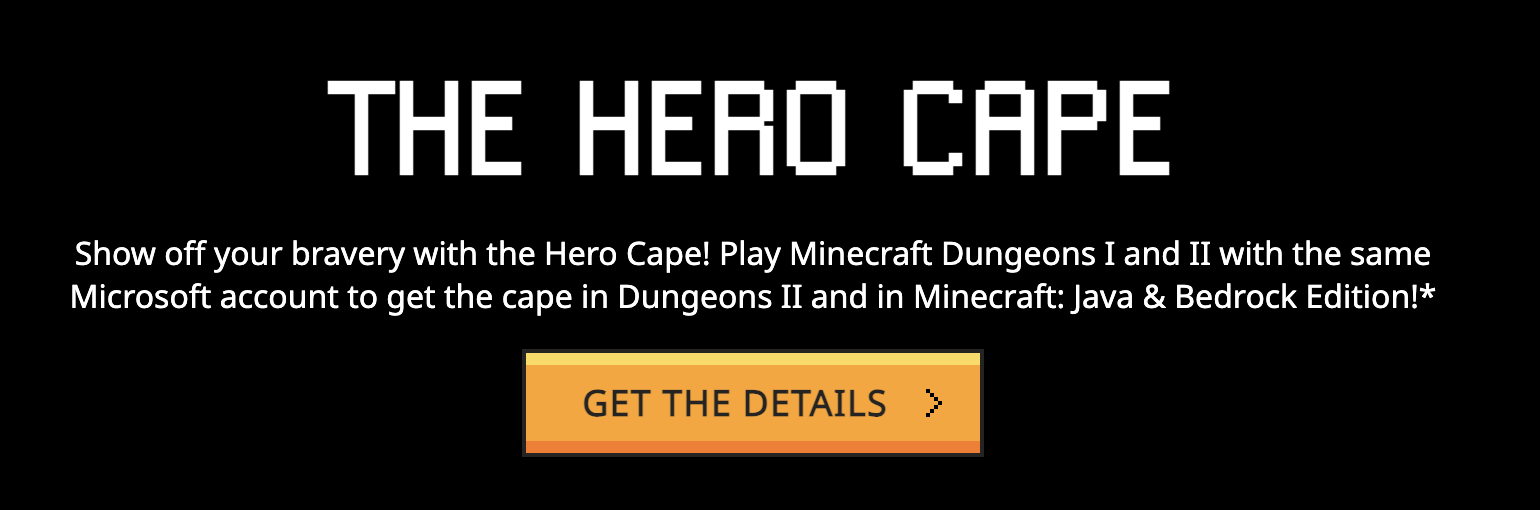 THE HERO CAPE
Show off your bravery with the Hero Cape! Play Minecraft Dungeons I and II with the same
Microsoft account to get the cape in Dungeons II and in Minecraft: Java & Bedrock Edition!*
GET THE DETAILS